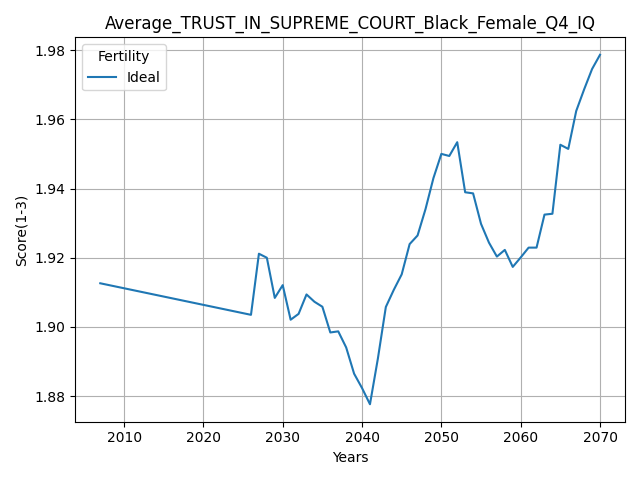 Average_TRUST_IN_SUPREME_COURT_Black_Female_Q4_IQ
Fertility
Ideal
Score(1-3)
1.98
1.96
1.94
1.92
1.90
1.88
2010 2020 2030 2040 2050 2060 2070
Years